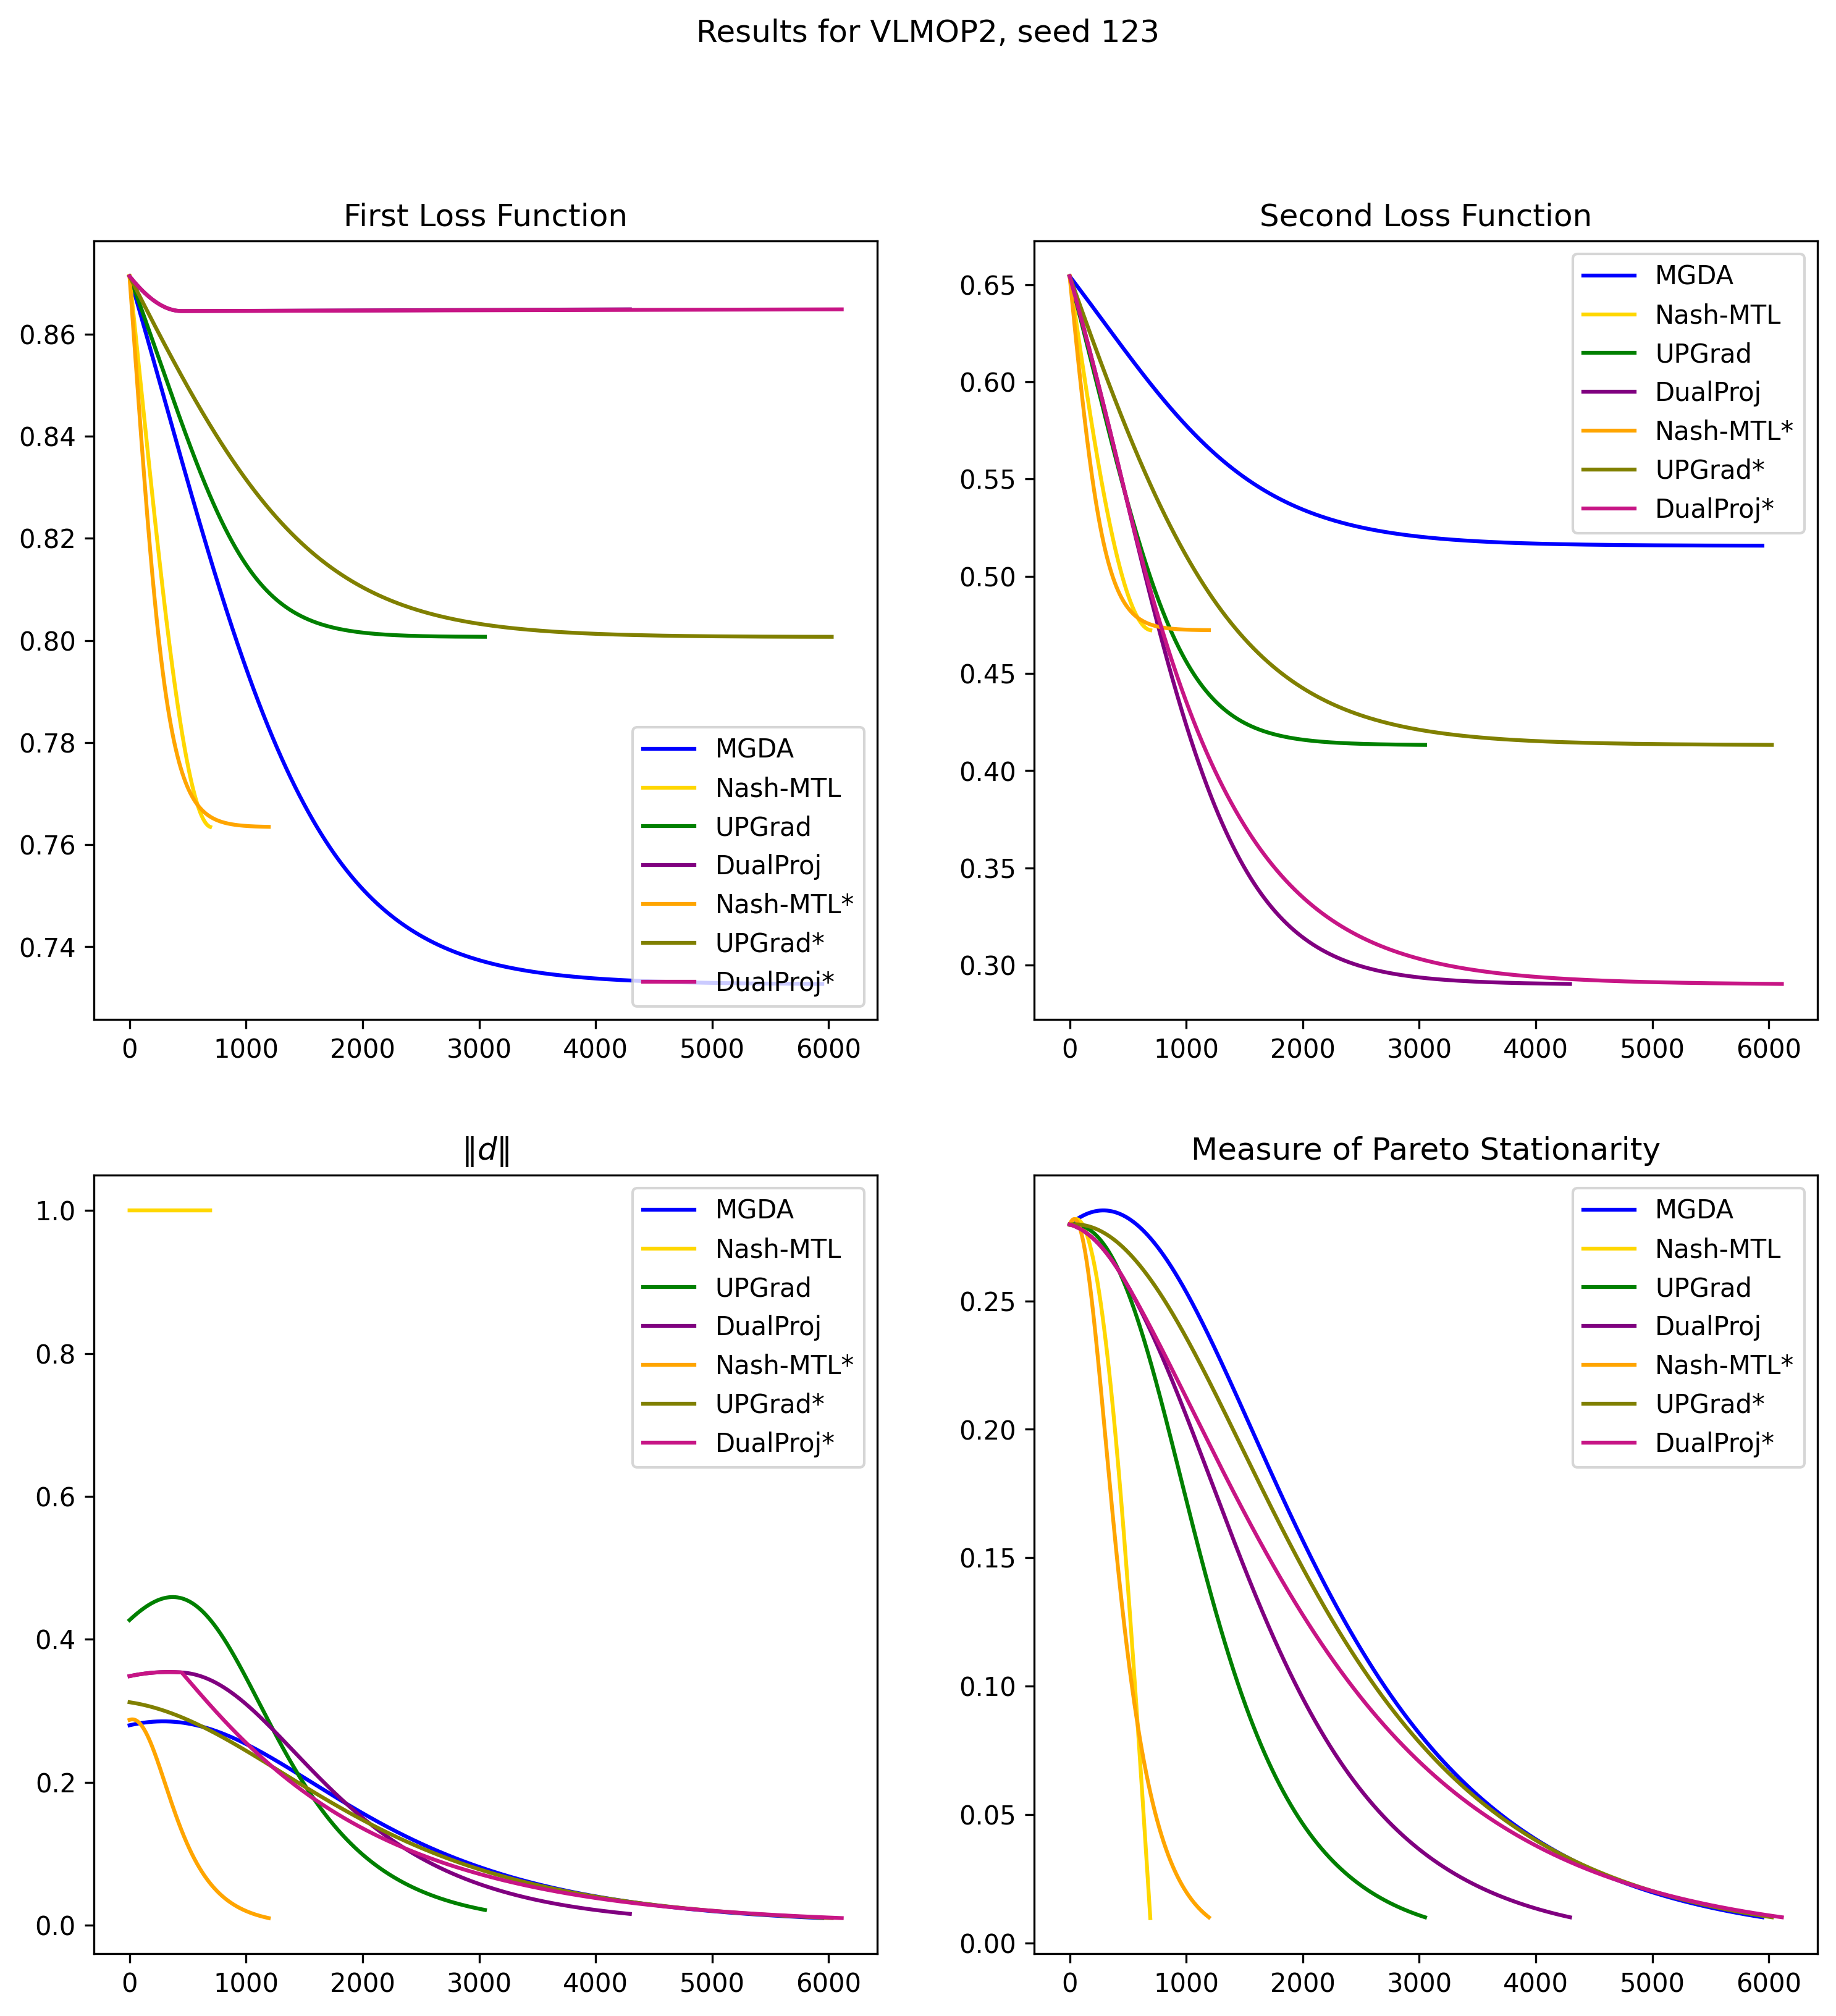 Results for VLMOP2, seed 123
First Loss Function
0.86
0.84
0.82
0.80
0.78
0.76
0.74
0
1000
2000
3000
4000
5000
6000
MGDA
Nash-MTL
UPGrad
DualProj
Nash-MTL*
UPGrad*
DualProj*
Second Loss Function
0.65
0.60
0.55
0.50
0.45
0.40
0.35
0.30
0
1000
2000
3000
4000
5000
6000
MGDA
Nash-MTL
UPGrad
DualProj
Nash-MTL*
UPGrad*
DualProj*
‖d‖
1.0
0.8
0.6
0.4
0.2
0.0
0
1000
2000
3000
4000
5000
6000
MGDA
Nash-MTL
UPGrad
DualProj
Nash-MTL*
UPGrad*
DualProj*
Measure of Pareto Stationarity
0.25
0.20
0.15
0.10
0.05
0.00
0
1000
2000
3000
4000
5000
6000
MGDA
Nash-MTL
UPGrad
DualProj
Nash-MTL*
UPGrad*
DualProj*